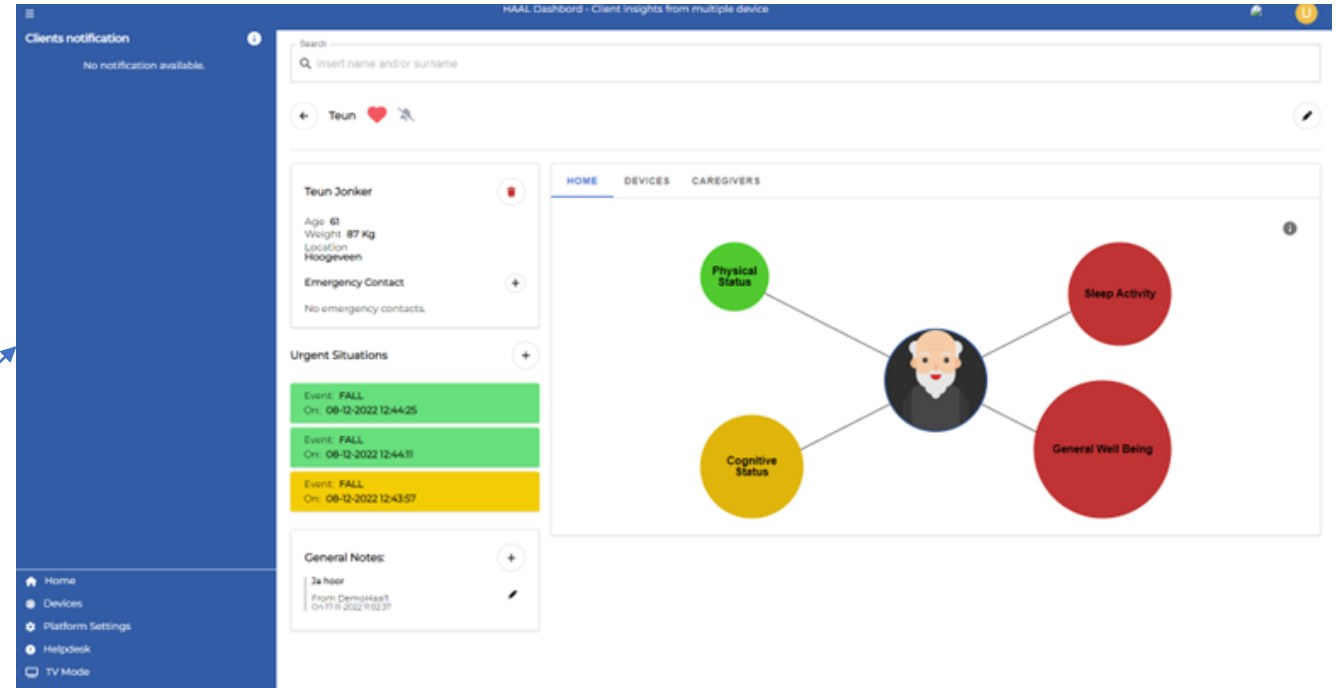 HAAL Dashbord - Client insights from multiple device
U
Clients notification
No notification available.
Search
Insert name and/or surname
Teun
Teun Jonker
Age 61
Weight 87 Kg
Location
Hoogeveen
Emergency Contact
No emergency contacts.
Urgent Situations
Event: FALL
On: 08-12-2022 12:44:25
Event: FALL
On: 08-12-2022 12:44:11
Event: FALL
On: 08-12-2022 12:43:57
General Notes:
Ja hoor
From DemoHaal1
On 17-11-2022 11:02:37
HOME DEVICES CAREGIVERS
Physical
Status
Sleep Activity
Cognitive
Status
General Well Being
Home
Devices
Platform Settings
Helpdesk
TV Mode